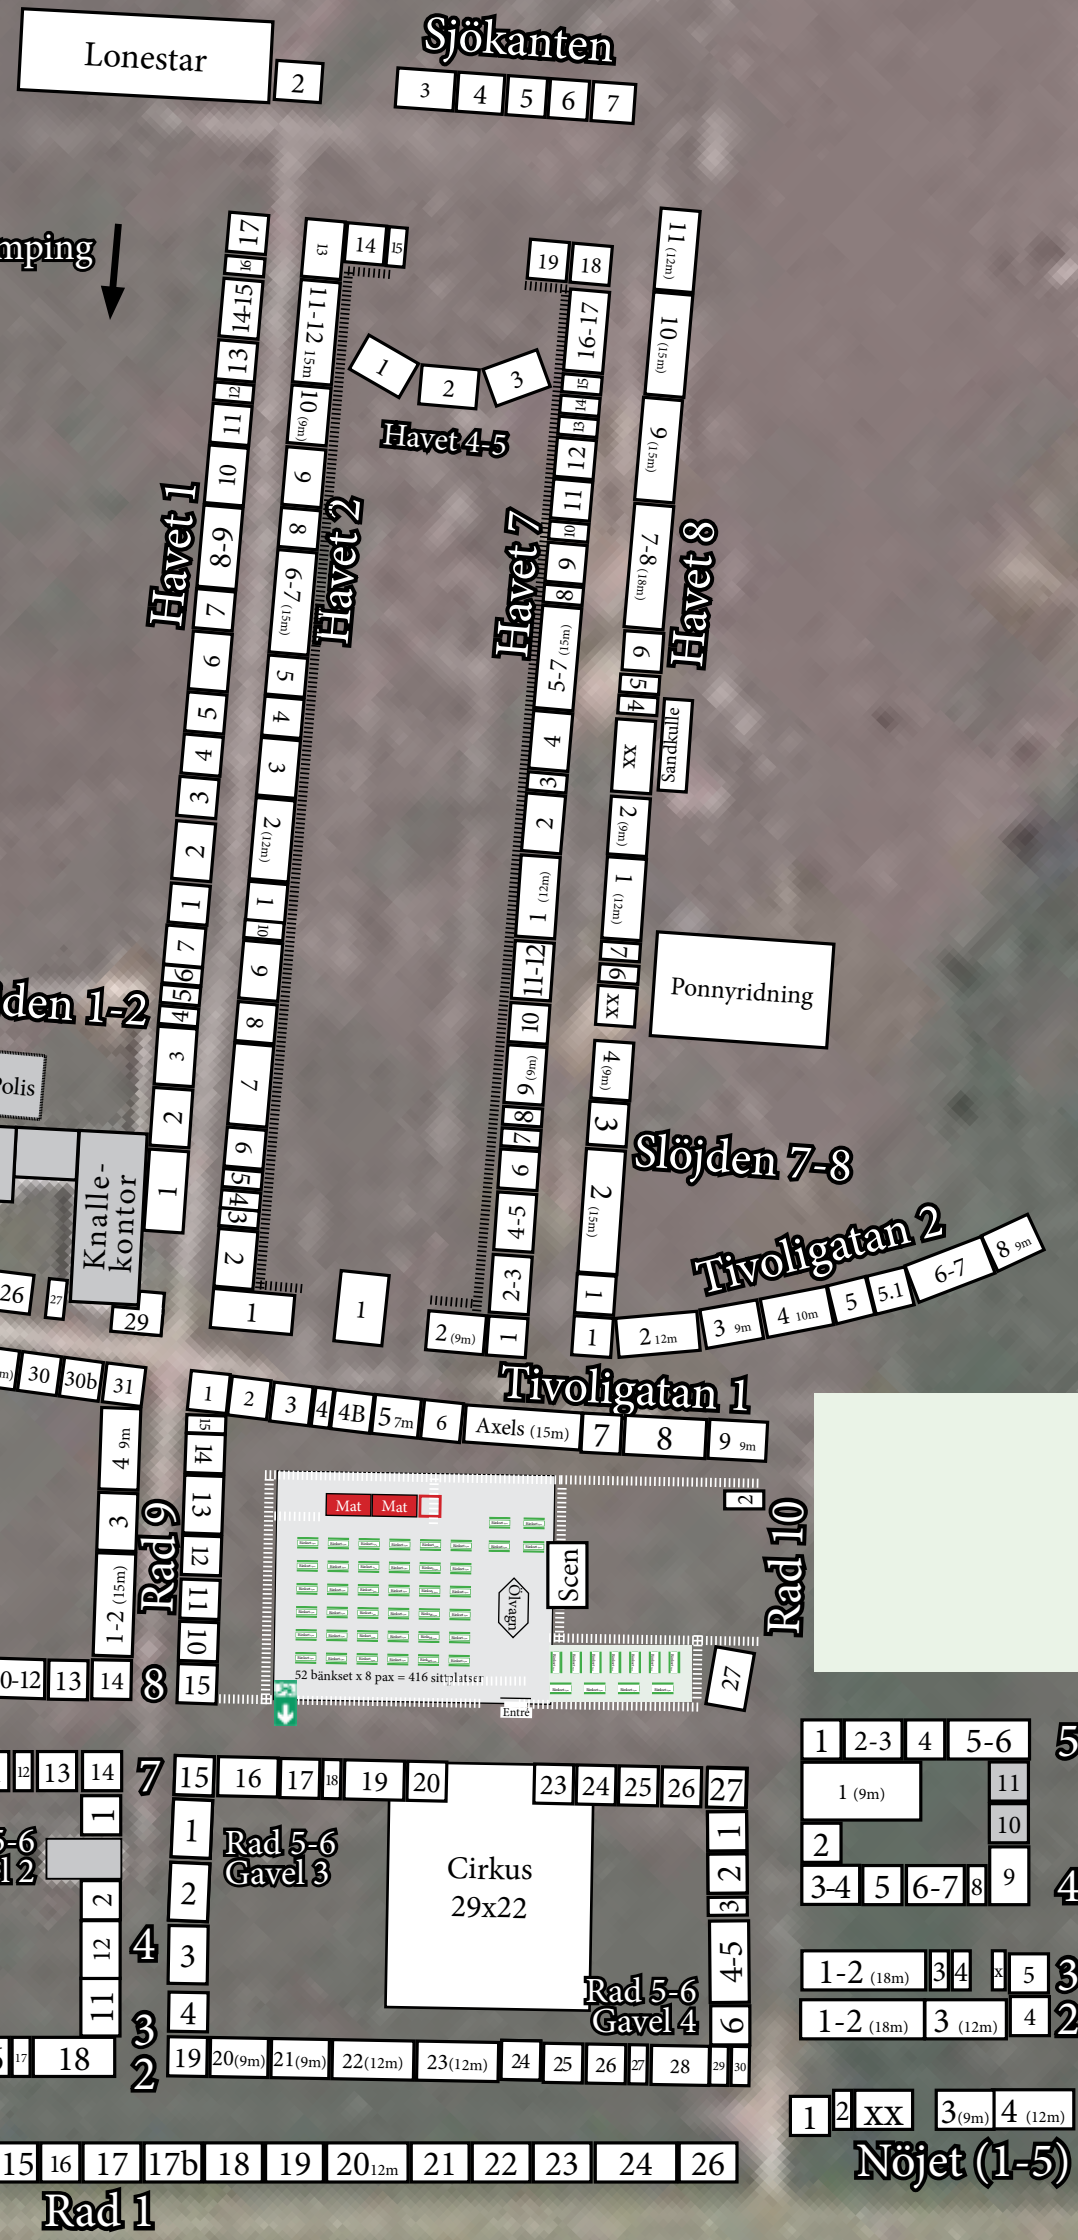 Lonestar
2
Sjökanten
3 4 5 6 7
mping
17
16
14-15
13
12
11
10
8-9
7
6
5
4
3
2
1
7
6
5
4
3
2
1
Havet 1
13
14
15
11-12 15m
10 (9m)
9
8
6-7 (15m)
5
4
3
2 (12m)
1
10
9
8
7
6
5
4
3
2
1
Havet 2
1
2
3
Havet 4-5
19 18
16-17
15
14
13
12
11
10
9
8
5-7 (15m)
4
3
2
1 (12m)
11-12
10
9 (9m)
8
7
6
4-5
2-3
1
2 (9m)
1
Havet 7
11 (12m)
10 (15m)
9 (15m)
7-8 (18m)
6
5
4
xx
Sandkulle
2 (9m)
1 (12m)
7
6
xx
4 (9m)
3
2 (15m)
1
Havet 8
Ponnyridning
Slöjden 7-8
den 1-2
Polis
Knalle-
kontor
26
27
29
Tivoligatan 2
1
2 12m
3 9m
4 10m
5
5.1
6-7
8 9m
m)
30 30b 31
1 2 3 4 4B 5 7m 6 Axels (15m) 7 8 9 9m
Tivoligatan 1
4 9m
3
1-2 (15m)
Rad 9
15
14
13
12
11
10
15
Mat Mat
Ölvagn
Scen
52 bänkset x 8 pax = 416 sittplatser
Entré
2
Rad 10
27
0-12 13 14
8
12 13 14
7
15 16 17 18 19 20
23 24 25 26 27
1
5-6
l 2
2
12
11
4
1
2
3
4
Rad 5-6
Gavel 3
Cirkus
29x22
Rad 5-6
Gavel 4
1
2
3
4-5
6
3
2
17 18
19 20(9m) 21(9m) 22(12m) 23(12m) 24 25 26 27 28 29 30
1 2-3 4 5-6
5
1 (9m)
11
10
2
3-4 5 6-7 8 9
4
1-2 (18m) 3 4 x 5
3
1-2 (18m) 3 (12m) 4
2
1 2 xx 3(9m) 4 (12m)
Nöjet (1-5)
15 16 17 17b 18 19 20 12m 21 22 23 24 26
Rad 1